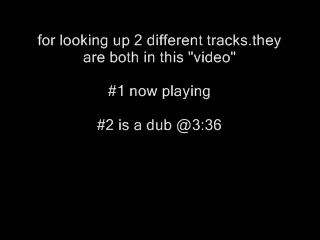 for looking up 2 different tracks.they
are both in this "video"
#1 now playing
#2 is a dub @3:36